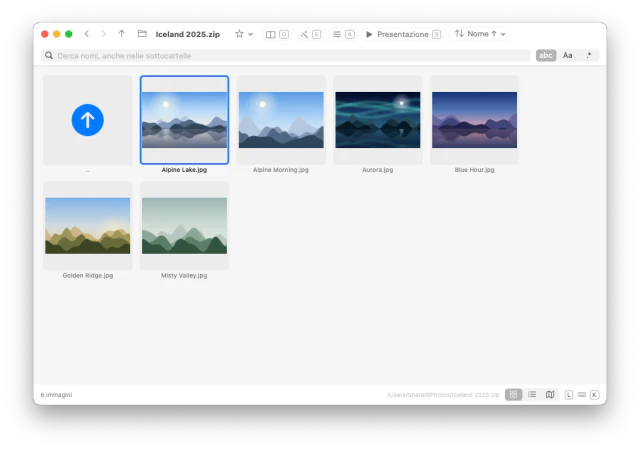 Iceland 2025.zip D E A Presentazione S Nome
Cerca nomi, anche nelle sottocartelle abc Aa .*
..
Alpine Lake.jpg
Alpine Morning.jpg
Aurora.jpg
Blue Hour.jpg
Golden Ridge.jpg
Misty Valley.jpg
6 immagini /Users/Shared/Photos/Iceland 2025.zip L K